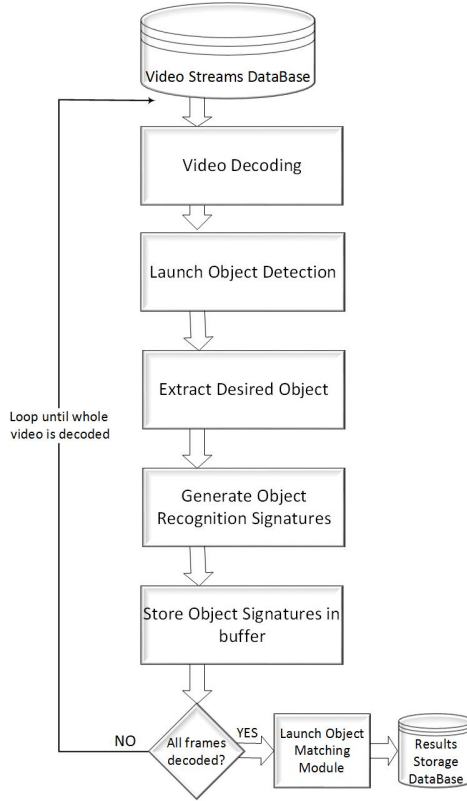 Video Streams DataBase
Video Decoding
Launch Object Detection
Extract Desired Object
Loop until whole
video is decoded
Generate Object
Recognition Signatures
Store Object Signatures in
buffer
All frames
decoded?
NO
YES
Launch Object
Matching
Module
Results
Storage
DataBase